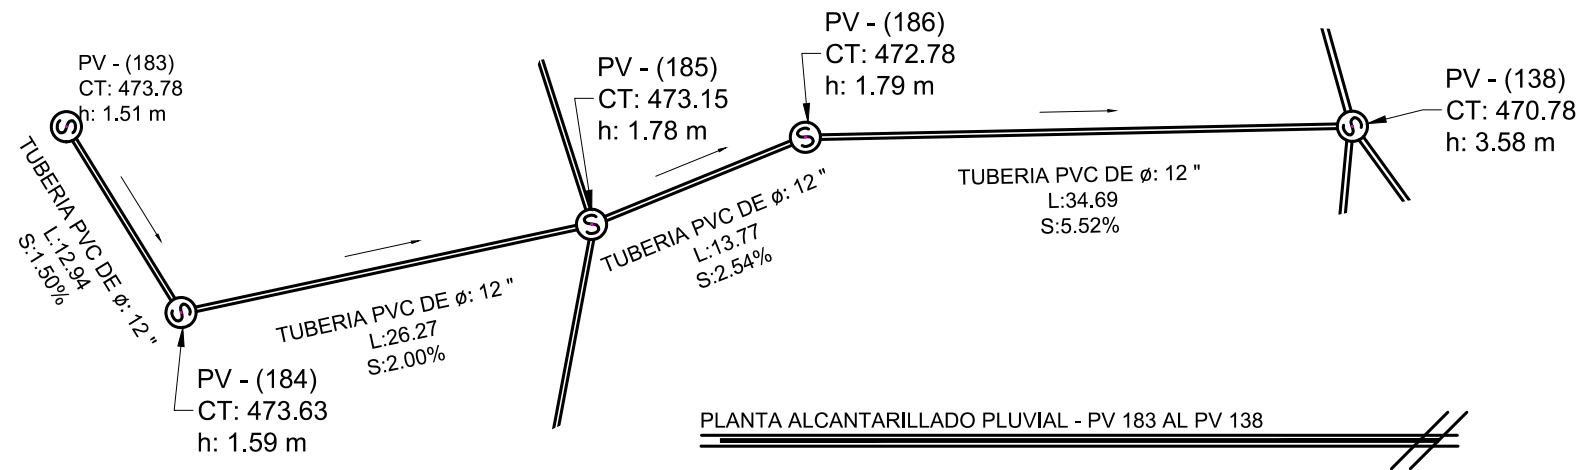 PV - (183)
CT: 473.78
h: 1.51 m
TUBERIA PVC DE ø: 12 "
L:12.94
S:1.50%
PV - (184)
CT: 473.63
h: 1.59 m
TUBERIA PVC DE ø: 12 "
L:26.27
S:2.00%
PV - (185)
CT: 473.15
h: 1.78 m
TUBERIA PVC DE ø: 12 "
L:13.77
S:2.54%
PV - (186)
CT: 472.78
h: 1.79 m
TUBERIA PVC DE ø: 12 "
L:34.69
S:5.52%
PV - (138)
CT: 470.78
h: 3.58 m
S
S
S
S
S
PLANTA ALCANTARILLADO PLUVIAL - PV 183 AL PV 138